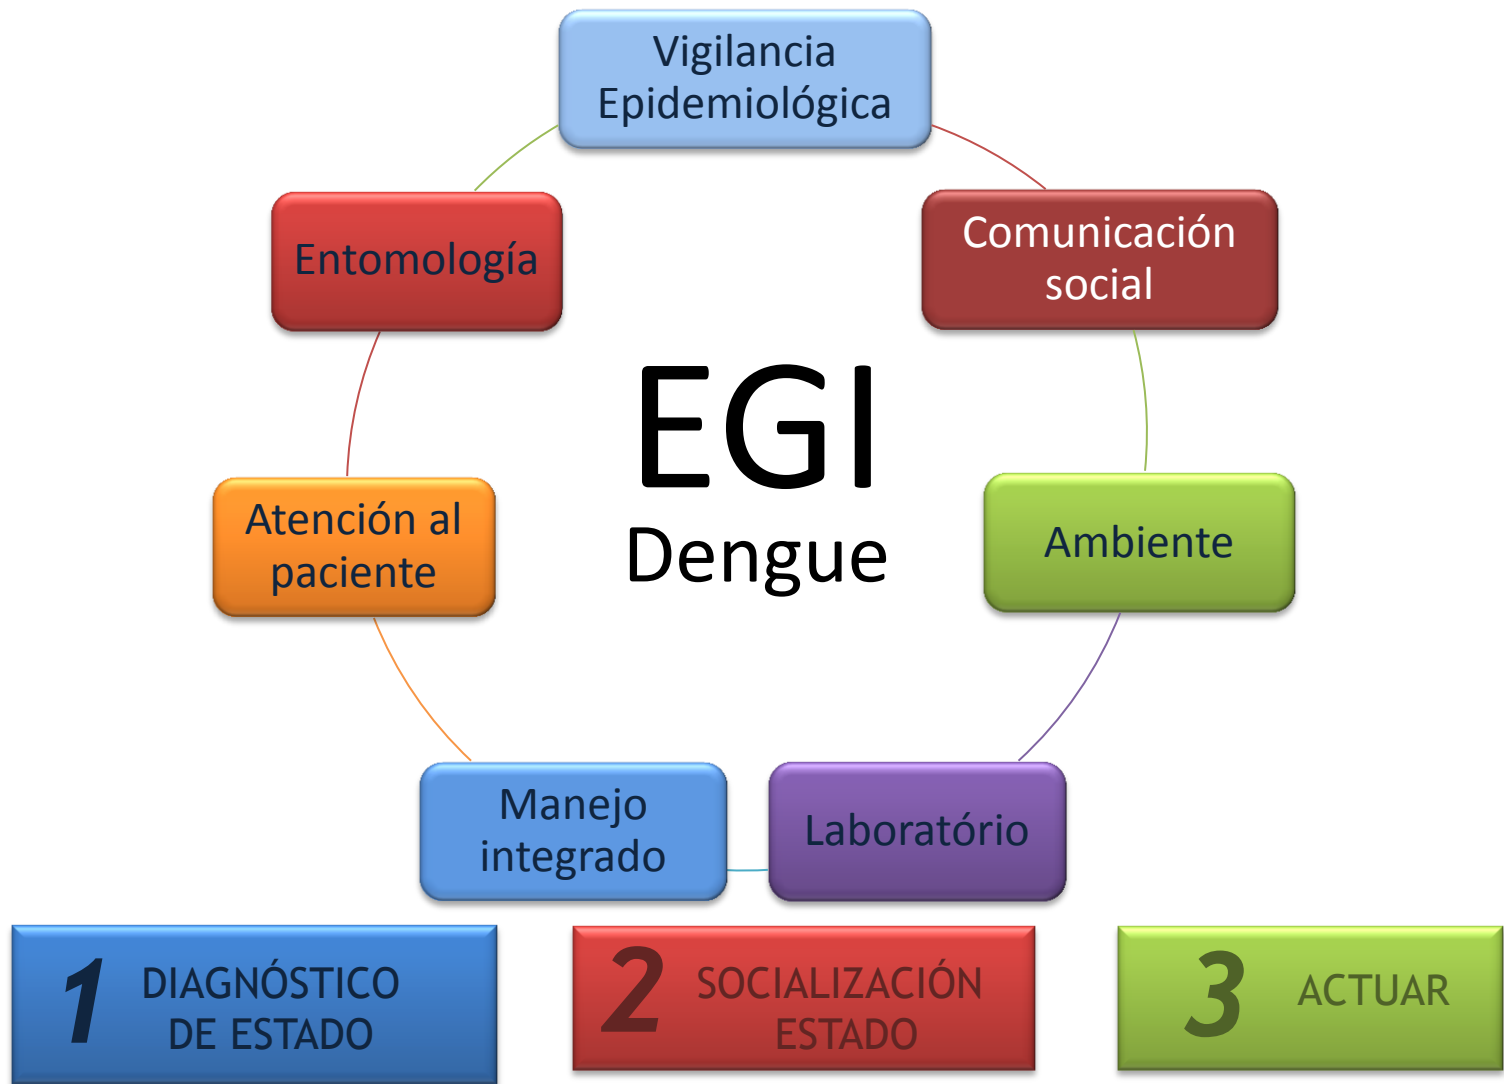 Vigilancia
Epidemiológica
Entomología
Comunicación
social
EGI
Dengue
Atención al
paciente
Ambiente
Manejo
integrado
Laboratório
1 DIAGNÓSTICO
DE ESTADO
2 SOCIALIZACIÓN
ESTADO
3 ACTUAR